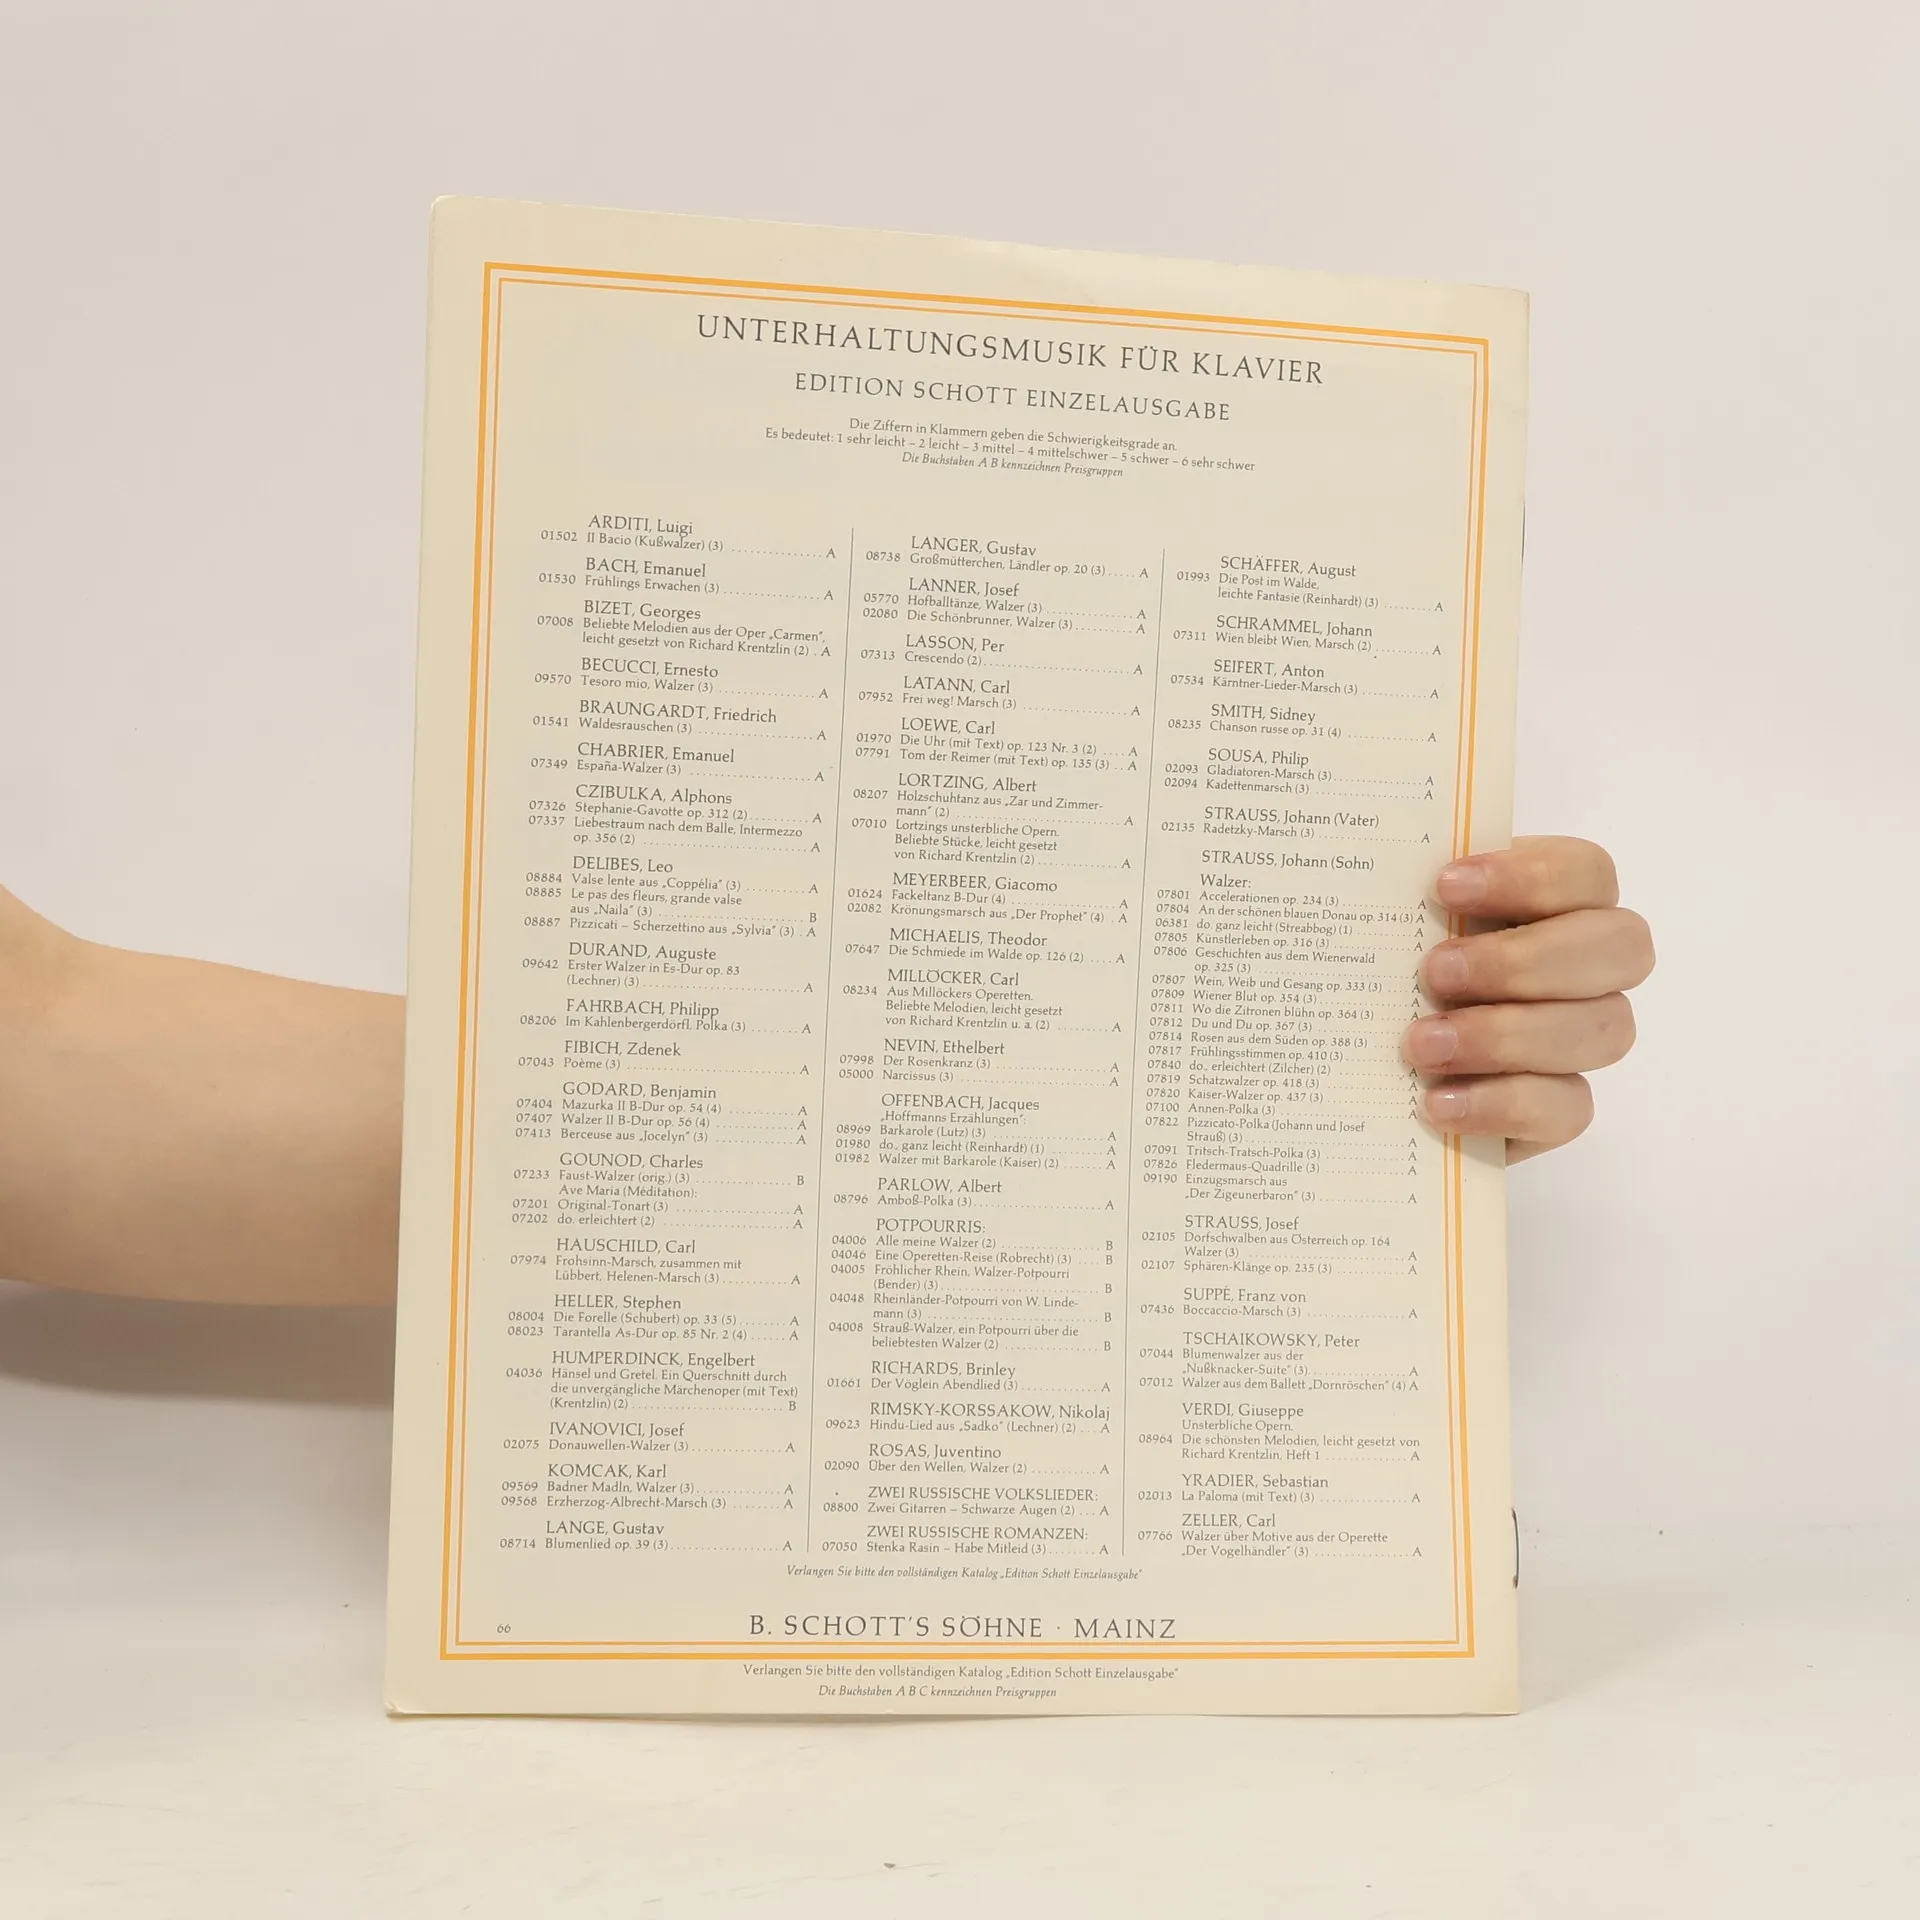 UNTERHALTUNGSMUSIK FÜR KLAVIER
EDITION SCHOTT EINZELAUSGABE
Die Ziffern in Klammern geben die Schwierigkeitsgrade an.
Es bedeutet: 1 sehr leicht – 2 leicht – 3 mittel – 4 mittelschwer – 5 schwer – 6 sehr schwer
Die Buchstaben A B kennzeichnen Preisgruppen
ARDITI, Luigi
01502 Il Bacio (Kußwalzer) (3) .............. A
BACH, Emanuel
01530 Frühlings Erwachen (3) ............... A
BIZET, Georges
07008 Beliebte Melodien aus der Oper „Carmen“,
leicht gesetzt von Richard Krentzlin (2) . A
BECUCCI, Ernesto
09570 Tesoro mio, Walzer (3) ............... A
BRAUNGARDT, Friedrich
01541 Waldesrauschen (3) .................. A
CHABRIER, Emanuel
07349 España-Walzer (3) ................... A
CZIBULKA, Alphons
07326 Stephanie-Gavotte op. 312 (2) .......... A
07337 Liebestraum nach dem Balle, Intermezzo
op. 356 (2) ......................... A
DELIBES, Leo
08884 Valse lente aus „Coppélia“ (3) .......... A
08885 Le pas des fleurs, grande valse
aus „Naila“ (3) ...................... B
08887 Pizzicati – Scherzettino aus „Sylvia“ (3) . A
DURAND, Auguste
09642 Erster Walzer in Es-Dur op. 83
(Lechner) (3) ........................ A
FAHRBACH, Philipp
08206 Im Kahlenbergerdörfl, Polka (3) ........ A
FIBICH, Zdenek
07043 Poème (3) .......................... A
GODARD, Benjamin
07404 Mazurka II B-Dur op. 54 (4) ........... A
07407 Walzer II B-Dur op. 56 (4) ............ A
07413 Berceuse aus „Jocelyn“ (3) ............. A
GOUNOD, Charles
07233 Faust-Walzer (orig.) (3) ............... B
Ave Maria (Méditation):
07201 Original-Tonart (3) .................. A
07202 do. erleichtert (2) ................... A
HAUSCHILD, Carl
07974 Frohsinn-Marsch, zusammen mit
Lübbert, Helenen-Marsch (3) ........... A
HELLER, Stephen
08004 Die Forelle (Schubert) op. 33 (5) ........ A
08023 Tarantella As-Dur op. 85 Nr. 2 (4) ...... A
HUMPERDINCK, Engelbert
04036 Hänsel und Gretel. Ein Querschnitt durch
die unvergängliche Märchenoper (mit Text)
(Krentzlin) (2) ....................... B
IVANOVICI, Josef
02075 Donauwellen-Walzer (3) .............. A
KOMCAK, Karl
09569 Badner Madln, Walzer (3) ............. A
09568 Erzherzog-Albrecht-Marsch (3) ........ A
LANGE, Gustav
08714 Blumenlied op. 39 (3) ................. A
LANGER, Gustav
08738 Großmütterchen, Ländler op. 20 (3) ..... A
LANNER, Josef
05770 Hofballtänze, Walzer (3) .............. A
02080 Die Schönbrunner, Walzer (3) .......... A
LASSON, Per
07313 Crescendo (2) ....................... A
LATANN, Carl
07952 Frei weg! Marsch (3) ................. A
LOEWE, Carl
01970 Die Uhr (mit Text) op. 123 Nr. 3 (2) .... A
07791 Tom der Reimer (mit Text) op. 135 (3) .. A
LORTZING, Albert
08207 Holzschuhtanz aus „Zar und Zimmer-
mann“ (2) .......................... A
07010 Lortzings unsterbliche Opern.
Beliebte Stücke, leicht gesetzt
von Richard Krentzlin (2) ............. A
MEYERBEER, Giacomo
01624 Fackeltanz B-Dur (4) ................. A
02082 Krönungsmarsch aus „Der Prophet“ (4) . A
MICHAELIS, Theodor
07647 Die Schmiede im Walde op. 126 (2) .... A
MILLÖCKER, Carl
08234 Aus Millöckers Operetten.
Beliebte Melodien, leicht gesetzt
von Richard Krentzlin u. a. (2) ......... A
NEVIN, Ethelbert
07998 Der Rosenkranz (3) .................. A
05000 Narcissus (3) ....................... A
OFFENBACH, Jacques
„Hoffmanns Erzählungen“:
08969 Barkarole (Lutz) (3) .................. A
01980 do., ganz leicht (Reinhardt) (1) ......... A
01982 Walzer mit Barkarole (Kaiser) (2) ....... A
PARLOW, Albert
08796 Amboß-Polka (3) .................... A
POTPOURRIS:
04006 Alle meine Walzer (2) ................ B
04046 Eine Operetten-Reise (Robrecht) (3) .... B
04005 Fröhlicher Rhein, Walzer-Potpourri
(Bender) (3) ......................... B
04048 Rheinländer-Potpourri von W. Linde-
mann (3) ........................... B
04008 Strauß-Walzer, ein Potpourri über die
beliebtesten Walzer (2) ............... B
RICHARDS, Brinley
01661 Der Vöglein Abendlied (3) ............. A
RIMSKY-KORSSAKOW, Nikolaj
09623 Hindu-Lied aus „Sadko“ (Lechner) (2) ... A
ROSAS, Juventino
02090 Über den Wellen, Walzer (2) .......... A
ZWEI RUSSISCHE VOLKSLIEDER:
08800 Zwei Gitarren – Schwarze Augen (2) ... A
ZWEI RUSSISCHE ROMANZEN:
07050 Stenka Rasin – Habe Mitleid (3) ........ A
SCHÄFFER, August
01993 Die Post im Walde,
leichte Fantasie (Reinhardt) (3) ......... A
SCHRAMMEL, Johann
07311 Wien bleibt Wien, Marsch (2) .......... A
SEIFERT, Anton
07534 Kärntner-Lieder-Marsch (3) ........... A
SMITH, Sidney
08235 Chanson russe op. 31 (4) .............. A
SOUSA, Philip
02093 Gladiatoren-Marsch (3) ............... A
02094 Kadettenmarsch (3) .................. A
STRAUSS, Johann (Vater)
02135 Radetzky-Marsch (3) ................. A
STRAUSS, Johann (Sohn)
Walzer:
07801 Accelerationen op. 234 (3) ............. A
07804 An der schönen blauen Donau op. 314 (3) A
06381 do. ganz leicht (Streabbog) (1) .......... A
07805 Künstlerleben op. 316 (3) .............. A
07806 Geschichten aus dem Wienerwald
op. 325 (3) .......................... A
07807 Wein, Weib und Gesang op. 333 (3) ..... A
07809 Wiener Blut op. 354 (3) ............... A
07811 Wo die Zitronen blühn op. 364 (3) ...... A
07812 Du und Du op. 367 (3) ................
07814 Rosen aus dem Süden op. 388 (3) .......
07817 Frühlingsstimmen op. 410 (3) ..........
07840 do., erleichtert (Zilcher) (2) ............ A
07819 Schatzwalzer op. 418 (3) .............. A
07820 Kaiser-Walzer op. 437 (3) ............. A
07100 Annen-Polka (3) ..................... A
07822 Pizzicato-Polka (Johann und Josef
Strauß) (3) .......................... A
07091 Tritsch-Tratsch-Polka (3) .............. A
07826 Fledermaus-Quadrille (3) ............. A
09190 Einzugsmarsch aus
„Der Zigeunerbaron“ (3) .............. A
STRAUSS, Josef
02105 Dorfschwalben aus Österreich op. 164
Walzer (3) .......................... A
02107 Sphären-Klänge op. 235 (3) ............ A
SUPPÉ, Franz von
07436 Boccaccio-Marsch (3) ................ A
TSCHAIKOWSKY, Peter
07044 Blumenwalzer aus der
„Nußknacker-Suite“ (3) ............... A
07012 Walzer aus dem Ballett „Dornröschen“ (4) A
VERDI, Giuseppe
Unsterbliche Opern.
08964 Die schönsten Melodien, leicht gesetzt von
Richard Krentzlin, Heft 1 ............. A
YRADIER, Sebastian
02013 La Paloma (mit Text) (3) .............. A
ZELLER, Carl
07766 Walzer über Motive aus der Operette
„Der Vogelhändler“ (3) ............... A
Verlangen Sie bitte den vollständigen Katalog „Edition Schott Einzelausgabe“
66
B. SCHOTT'S SÖHNE · MAINZ
Verlangen Sie bitte den vollständigen Katalog „Edition Schott Einzelausgabe“
Die Buchstaben A B C kennzeichnen Preisgruppen